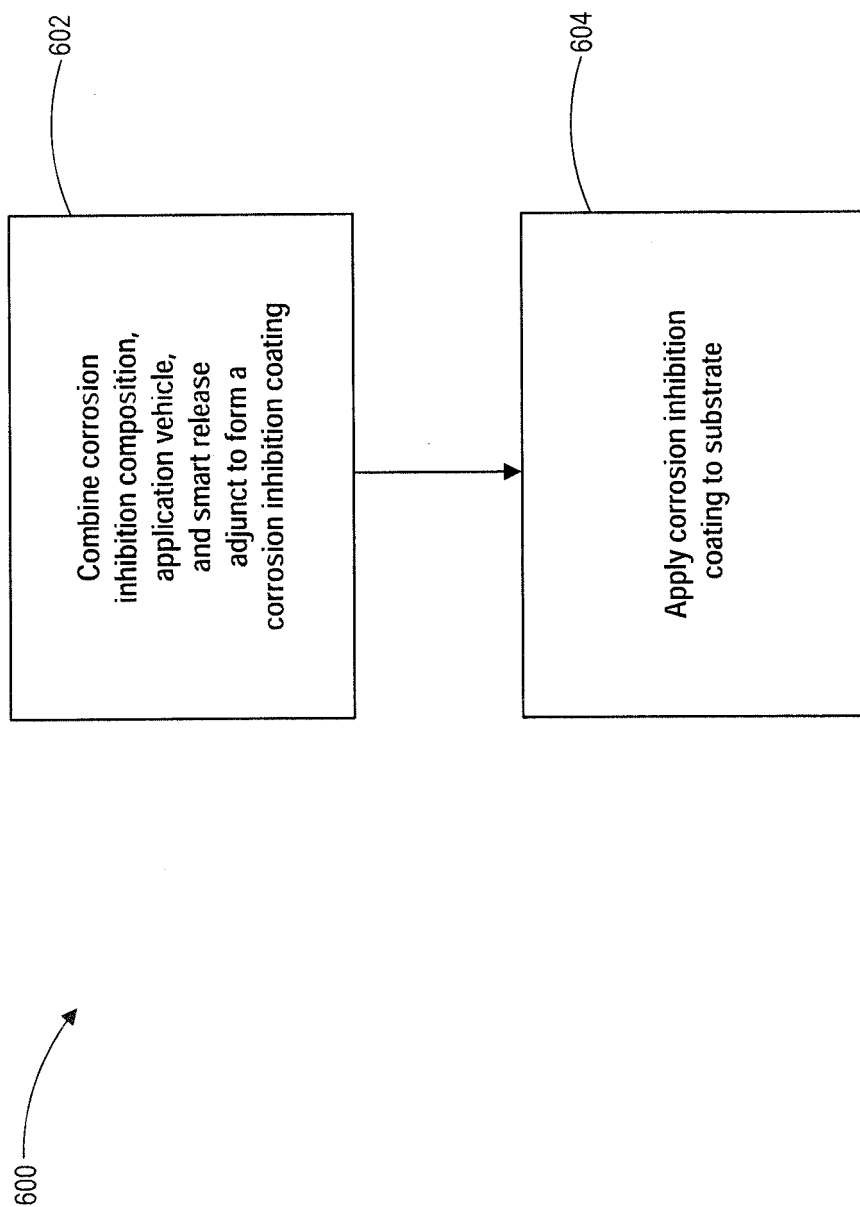 600
602
Combine corrosion
inhibition composition,
application vehicle,
and smart release
adjunct to form a
corrosion inhibition coating
604
Apply corrosion inhibition
coating to substrate